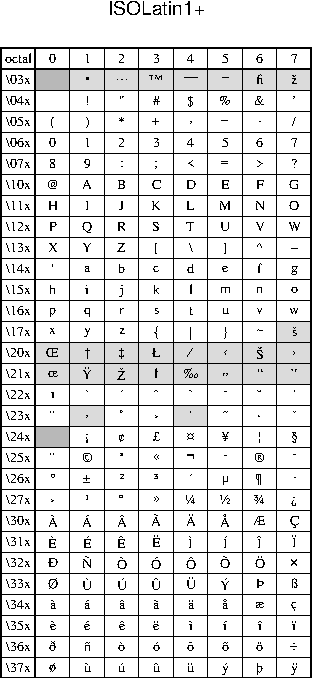 ISOLatin1+
octal 0 1 2 3 4 5 6 7
\03x • … ™ — – fi ž
\04x ! " # $ % & ’
\05x ( ) * + , − . /
\06x 0 1 2 3 4 5 6 7
\07x 8 9 : ; < = > ?
\10x @ A B C D E F G
\11x H I J K L M N O
\12x P Q R S T U V W
\13x X Y Z [ \ ] ^ _
\14x ‘ a b c d e f g
\15x h i j k l m n o
\16x p q r s t u v w
\17x x y z { | } ~ š
\20x Œ † ‡ Ł ⁄ ‹ Š ›
\21x œ Ÿ Ž ł ‰ „ “ ”
\22x ı ` ´ ˆ ˜ ¯ ˘ ˙
\23x ¨ ‚ ˚ ¸ ' ˝ ˛ ˇ
\24x ¡ ¢ £ ¤ ¥ ¦ §
\25x ¨ © ª « ¬ - ® ¯
\26x ° ± ² ³ ´ µ ¶ ·
\27x ¸ ¹ º » ¼ ½ ¾ ¿
\30x À Á Â Ã Ä Å Æ Ç
\31x È É Ê Ë Ì Í Î Ï
\32x Ð Ñ Ò Ó Ô Õ Ö ×
\33x Ø Ù Ú Û Ü Ý Þ ß
\34x à á â ã ä å æ ç
\35x è é ê ë ì í î ï
\36x ð ñ ò ó ô õ ö ÷
\37x ø ù ú û ü ý þ ÿ